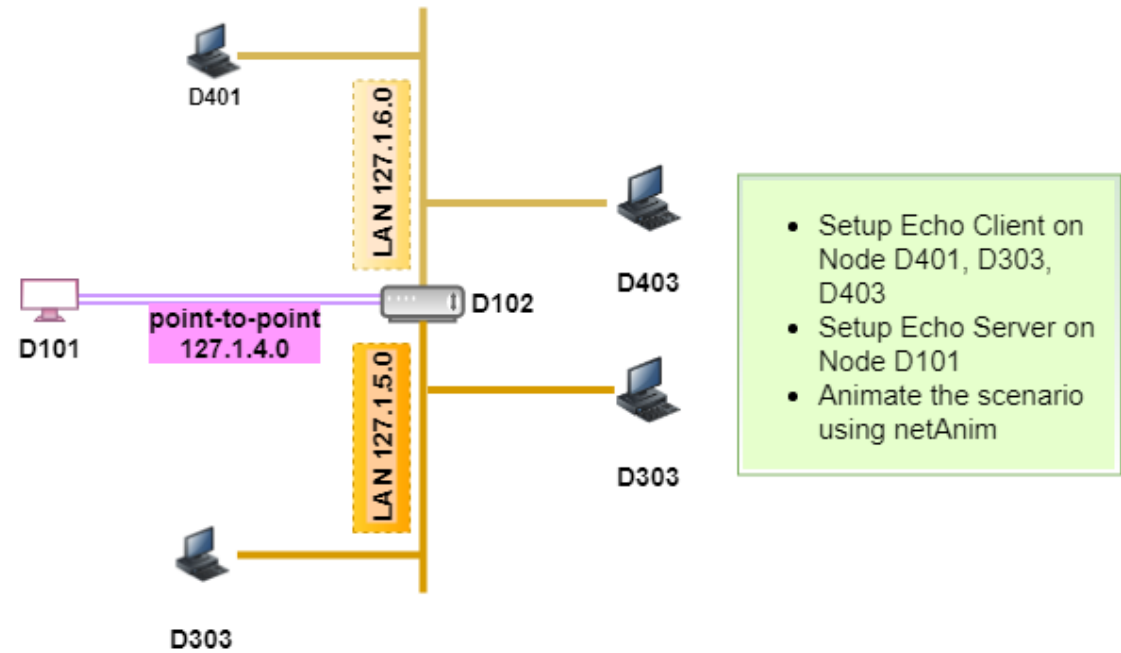 D401
LAN 127.1.6.0
D403
D102
point-to-point
127.1.4.0
D101
LAN 127.1.5.0
D303
D303
• Setup Echo Client on
Node D401, D303,
D403
• Setup Echo Server on
Node D101
• Animate the scenario
using netAnim